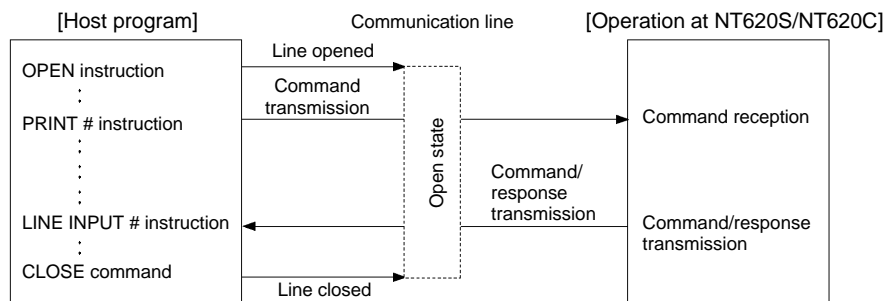 [Host program]
Communication line
[Operation at NT620S/NT620C]
Line opened
OPEN instruction
Command
transmission
PRINT # instruction
Command reception
Open state
Command/
response
transmission
LINE INPUT # instruction
Command/response
transmission
CLOSE command
Line closed